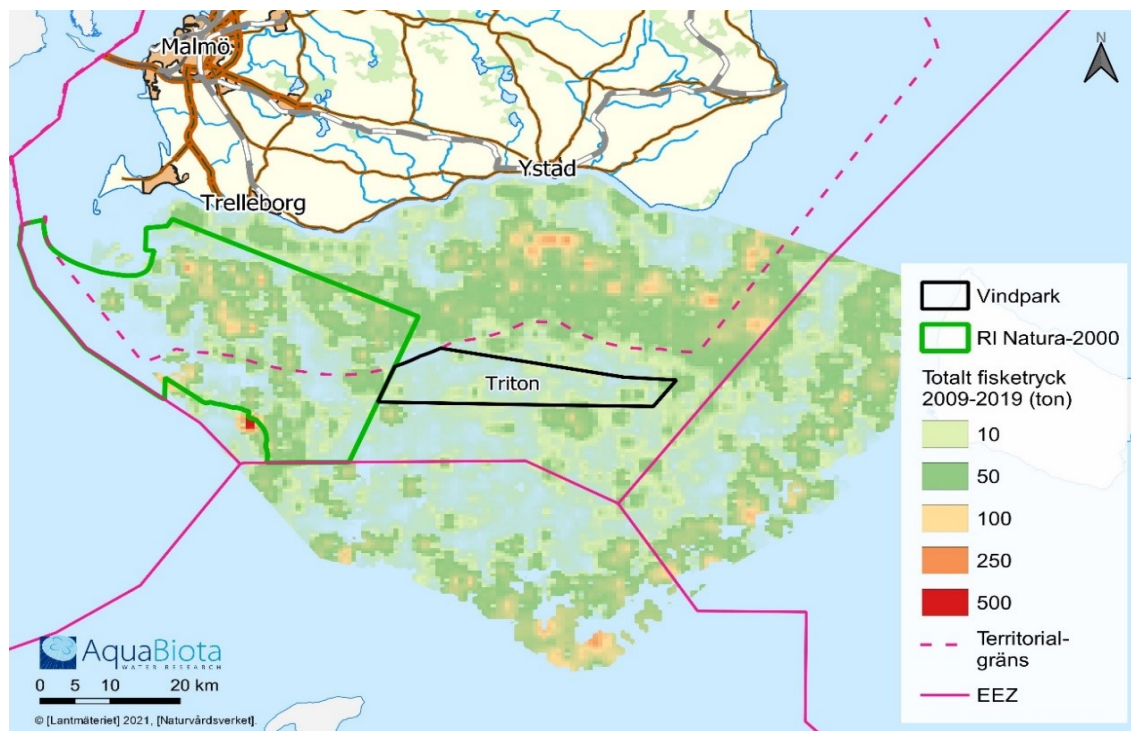 Malmö
N
Ystad
Trelleborg
Triton
Vindpark
RI Natura-2000
Totalt fisketryck
2009-2019 (ton)
10
50
100
250
500
Territorial-
gräns
EEZ
AquaBiota
WATER RESEARCH
0 5 10 20 km
© [Lantmäteriet] 2021, [Naturvårdsverket].